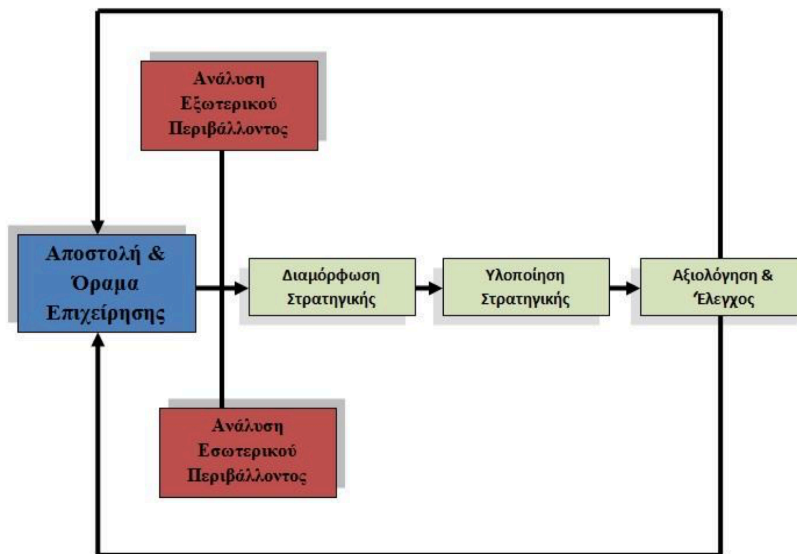 Ανάλυση
Εξωτερικού
Περιβάλλοντος
Αποστολή &
Όραμα
Επιχείρησης
Διαμόρφωση
Στρατηγικής
Υλοποίηση
Στρατηγικής
Αξιολόγηση &
Έλεγχος
Ανάλυση
Εσωτερικού
Περιβάλλοντος